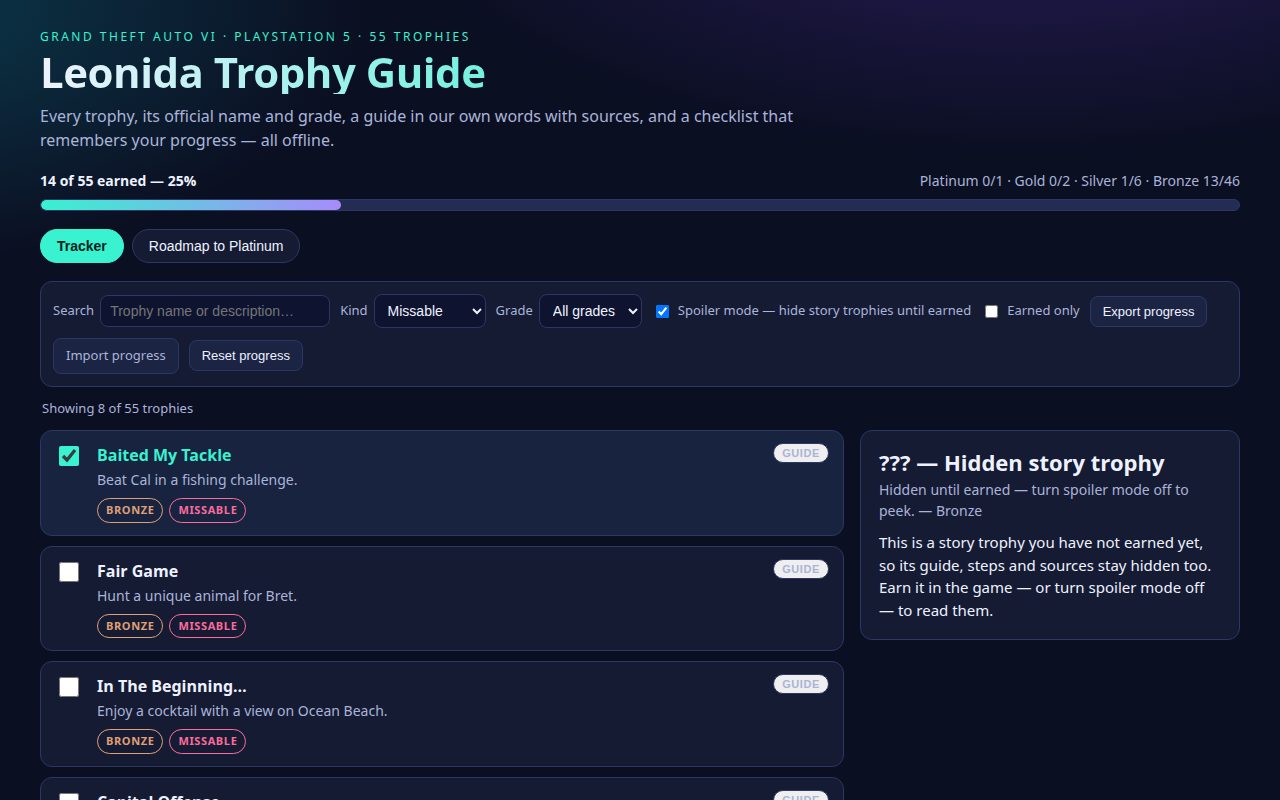 GRAND THEFT AUTO VI · PLAYSTATION 5 · 55 TROPHIES
Leonida Trophy Guide
Every trophy, its official name and grade, a guide in our own words with sources, and a checklist that
remembers your progress — all offline.
14 of 55 earned — 25%
Platinum 0/1 · Gold 0/2 · Silver 1/6 · Bronze 13/46
Tracker
Roadmap to Platinum
Search
Trophy name or description…
Kind
Missable
Grade
All grades
Spoiler mode — hide story trophies until earned
Earned only
Export progress
Import progress
Reset progress
Showing 8 of 55 trophies
Baited My Tackle
GUIDE
Beat Cal in a fishing challenge.
BRONZE
MISSABLE
Fair Game
GUIDE
Hunt a unique animal for Bret.
BRONZE
MISSABLE
In The Beginning...
GUIDE
Enjoy a cocktail with a view on Ocean Beach.
BRONZE
MISSABLE
Capital Offense
GUIDE
??? — Hidden story trophy
Hidden until earned — turn spoiler mode off to
peek. — Bronze
This is a story trophy you have not earned yet,
so its guide, steps and sources stay hidden too.
Earn it in the game — or turn spoiler mode off
— to read them.